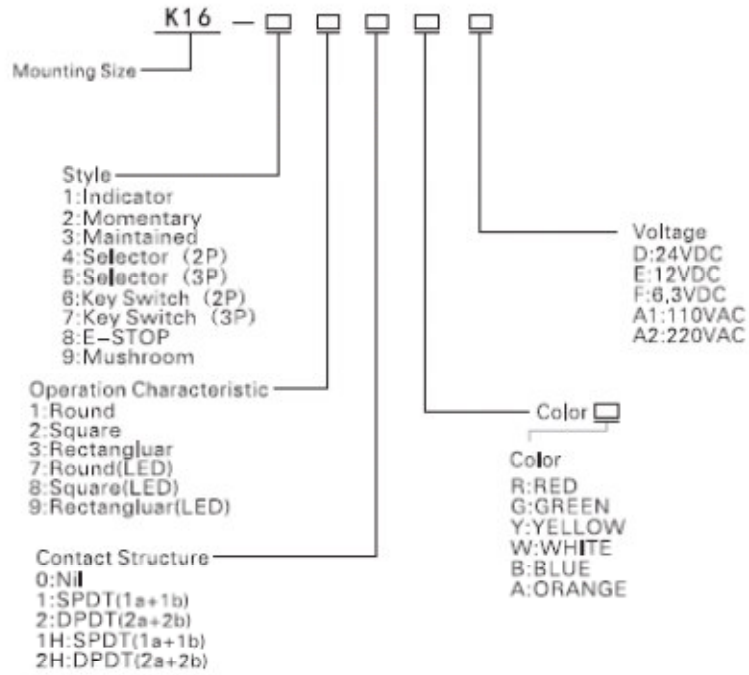 K16 –
Mounting Size
Style
1:Indicator
2:Momentary
3:Maintained
4:Selector (2P)
5:Selector (3P)
6:Key Switch (2P)
7:Key Switch (3P)
8:E-STOP
9:Mushroom
Operation Characteristic
1:Round
2:Square
3:Rectangluar
7:Round(LED)
8:Square(LED)
9:Rectangluar(LED)
Contact Structure
0:Nil
1:SPDT(1a+1b)
2:DPDT(2a+2b)
1H:SPDT(1a+1b)
2H:DPDT(2a+2b)
Color
Color
R:RED
G:GREEN
Y:YELLOW
W:WHITE
B:BLUE
A:ORANGE
Voltage
D:24VDC
E:12VDC
F:6,3VDC
A1:110VAC
A2:220VAC